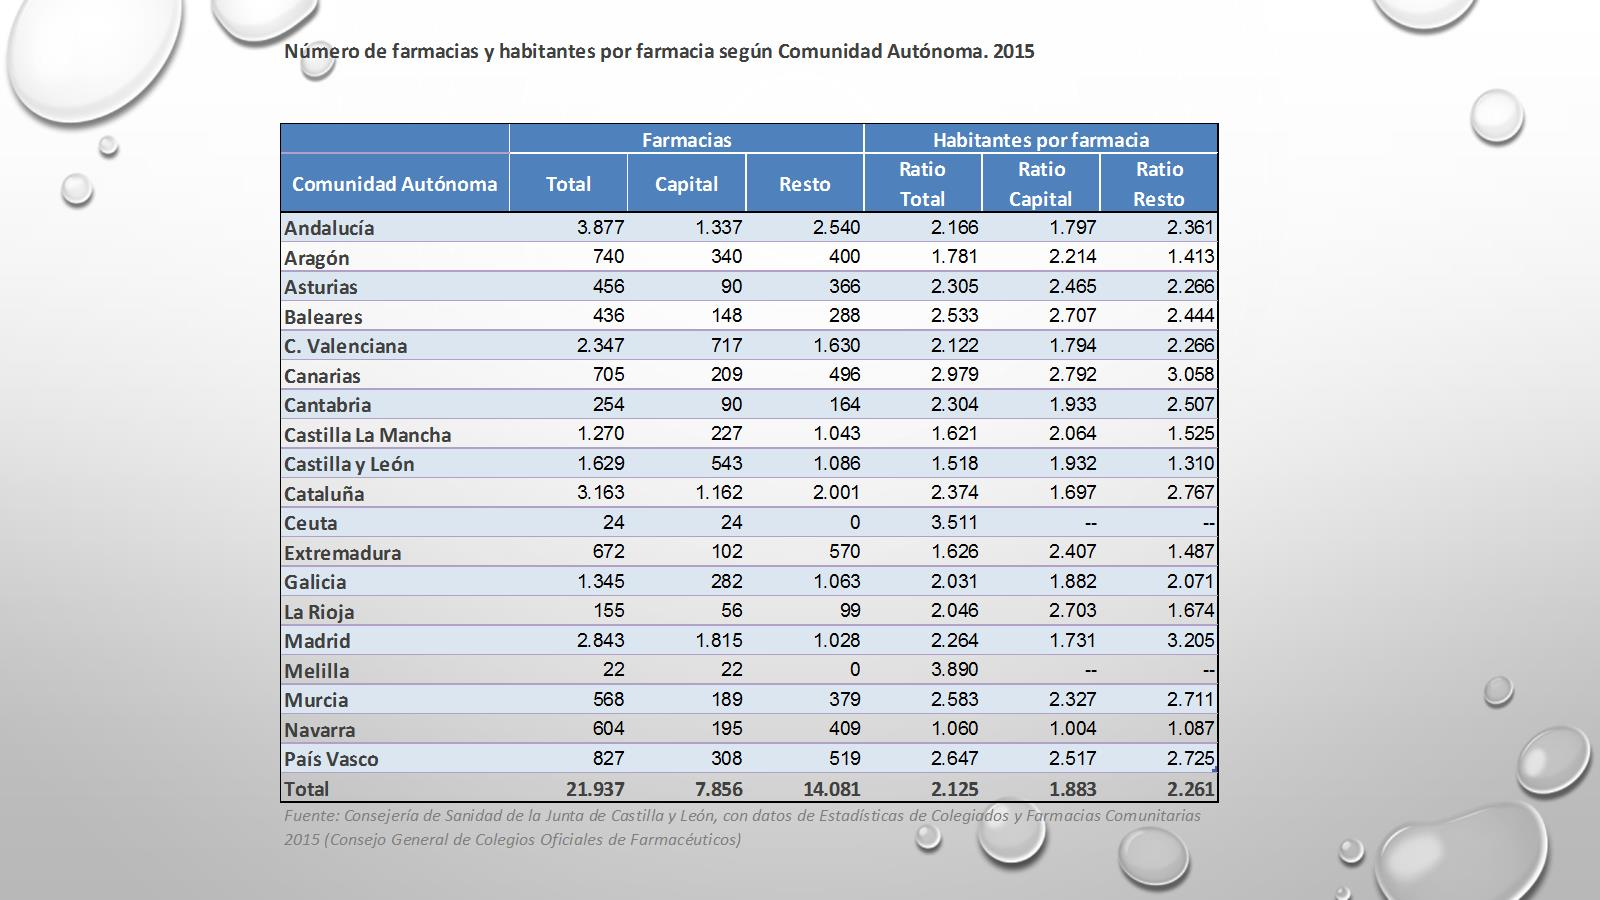 Número de farmacias y habitantes por farmacia según Comunidad Autónoma. 2015
Farmacias Habitantes por farmacia
Comunidad Autónoma Total Capital Resto Ratio Total Ratio Capital Ratio Resto
Andalucía 3.877 1.337 2.540 2.166 1.797 2.361
Aragón 740 340 400 1.781 2.214 1.413
Asturias 456 90 366 2.305 2.465 2.266
Baleares 436 148 288 2.533 2.707 2.444
C. Valenciana 2.347 717 1.630 2.122 1.794 2.266
Canarias 705 209 496 2.979 2.792 3.058
Cantabria 254 90 164 2.304 1.933 2.507
Castilla La Mancha 1.270 227 1.043 1.621 2.064 1.525
Castilla y León 1.629 543 1.086 1.518 1.932 1.310
Cataluña 3.163 1.162 2.001 2.374 1.697 2.767
Ceuta 24 24 0 3.511 -- --
Extremadura 672 102 570 1.626 2.407 1.487
Galicia 1.345 282 1.063 2.031 1.882 2.071
La Rioja 155 56 99 2.046 2.703 1.674
Madrid 2.843 1.815 1.028 2.264 1.731 3.205
Melilla 22 22 0 3.890 -- --
Murcia 568 189 379 2.583 2.327 2.711
Navarra 604 195 409 1.060 1.004 1.087
País Vasco 827 308 519 2.647 2.517 2.725
Total 21.937 7.856 14.081 2.125 1.883 2.261
Fuente: Consejería de Sanidad de la Junta de Castilla y León, con datos de Estadísticas de Colegiados y Farmacias Comunitarias
2015 (Consejo General de Colegios Oficiales de Farmacéuticos)